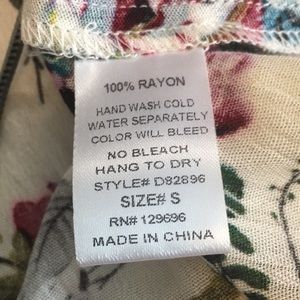 100% RAYON
HAND WASH COLD
WATER SEPARATELY
COLOR WILL BLEED
NO BLEACH
HANG TO DRY
STYLE# D82896
SIZE# S
RN# 129696
MADE IN CHINA